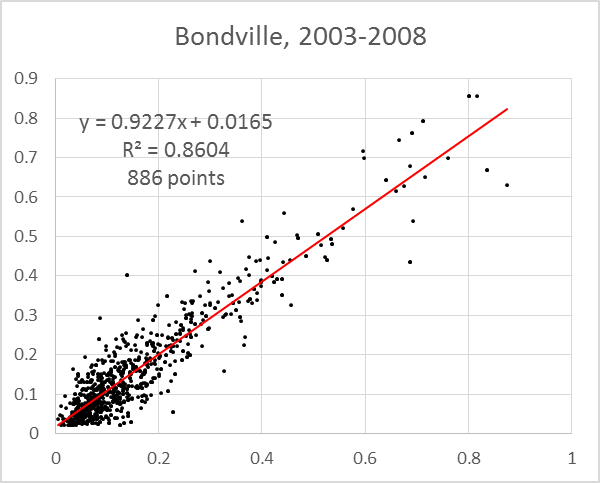 Bondville, 2003-2008
0.9
0.8
y = 0.9227x + 0.0165
R² = 0.8604
886 points
0.7
0.6
0.5
0.4
0.3
0.2
0.1
0
0 0.2 0.4 0.6 0.8 1